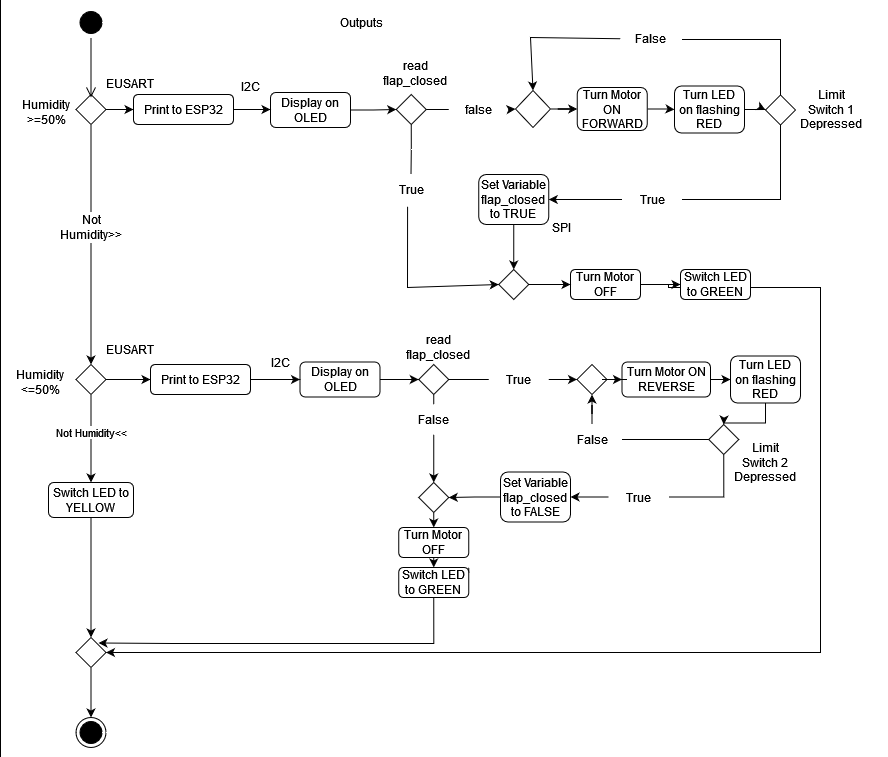 Outputs
read
flap_closed
False
EUSART
I2C
Humidity
>=50%
Print to ESP32
Display on
OLED
false
Turn Motor
ON
FORWARD
Turn LED
on flashing
RED
Limit
Switch 1
Depressed
True
Set Variable
flap_closed
to TRUE
True
SPI
Not
Humidity>>
Turn Motor
OFF
Switch LED
to GREEN
EUSART
I2C
read
flap_closed
Humidity
<=50%
Print to ESP32
Display on
OLED
True
Turn Motor ON
REVERSE
Turn LED
on flashing
RED
False
False
Limit
Switch 2
Depressed
Not Humidity<<
Switch LED to
YELLOW
Set Variable
flap_closed
to FALSE
True
Turn Motor
OFF
Switch LED
to GREEN